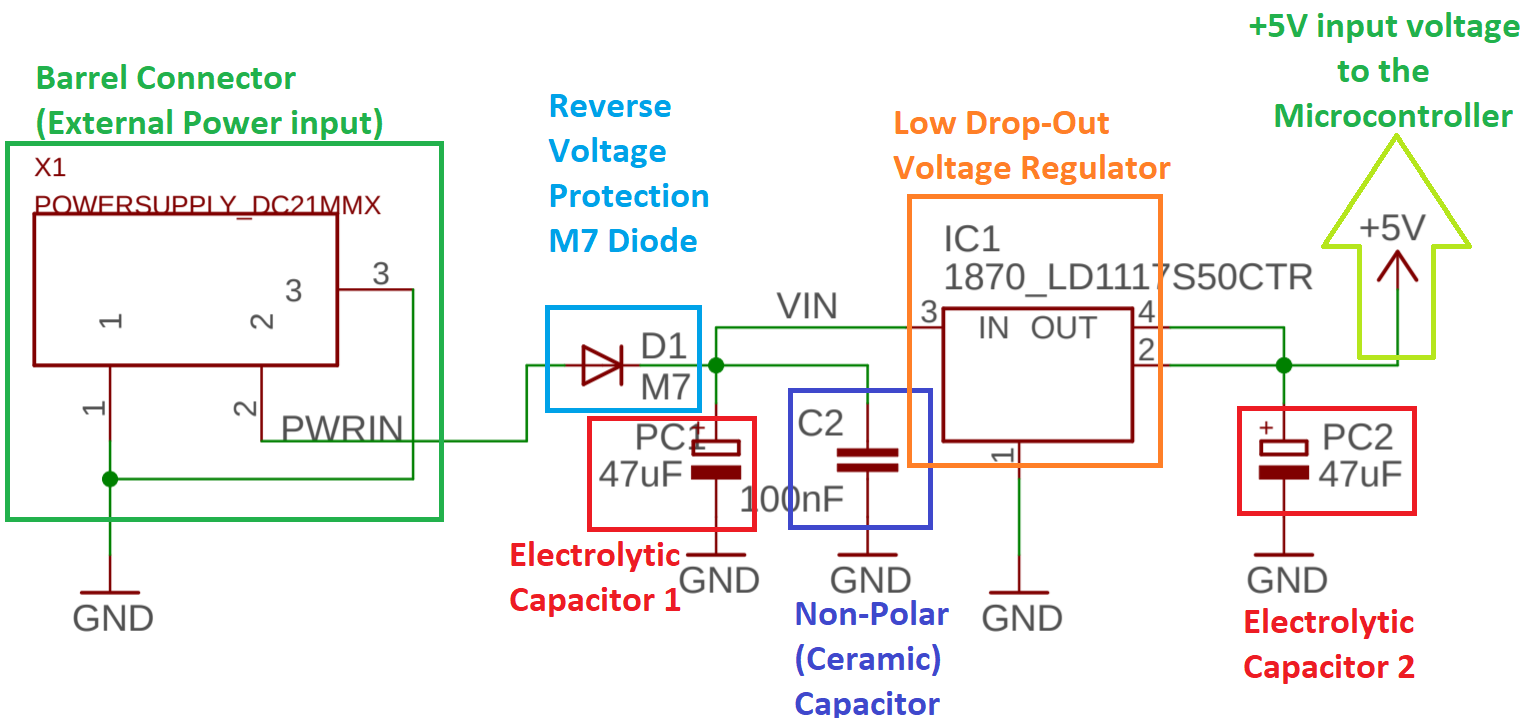 +5V input voltage
to the
Microcontroller
Barrel Connector
(External Power input)
Reverse
Voltage
Protection
M7 Diode
Low Drop-Out
Voltage Regulator
X1
POWERSUPPLY_DC21MMX
3
3
1
2
1
2
PWRIN
GND
D1
M7
VIN
PC1
+
47uF
GND
Electrolytic
Capacitor 1
C2
100nF
GND
Non-Polar
(Ceramic)
Capacitor
IC1
1870_LD1117S50CTR
3
IN OUT
4
2
1
GND
+5V
+
PC2
47uF
GND
Electrolytic
Capacitor 2